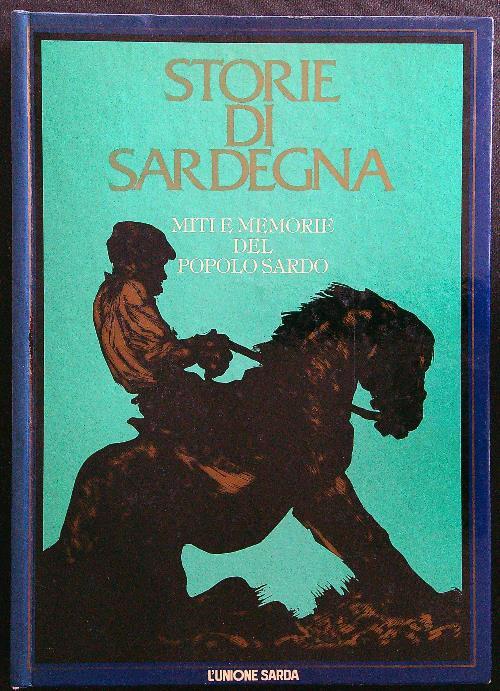 STORIE
DI
SARDEGNA
MITI E MEMORIE
DEL
POPOLO SARDO
L'UNIONE SARDA